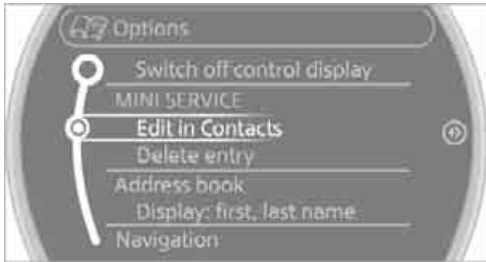 Options
Switch off control display
MINI SERVICE
Edit in Contacts
Delete entry
Address book
Display: first, last name
Navigation